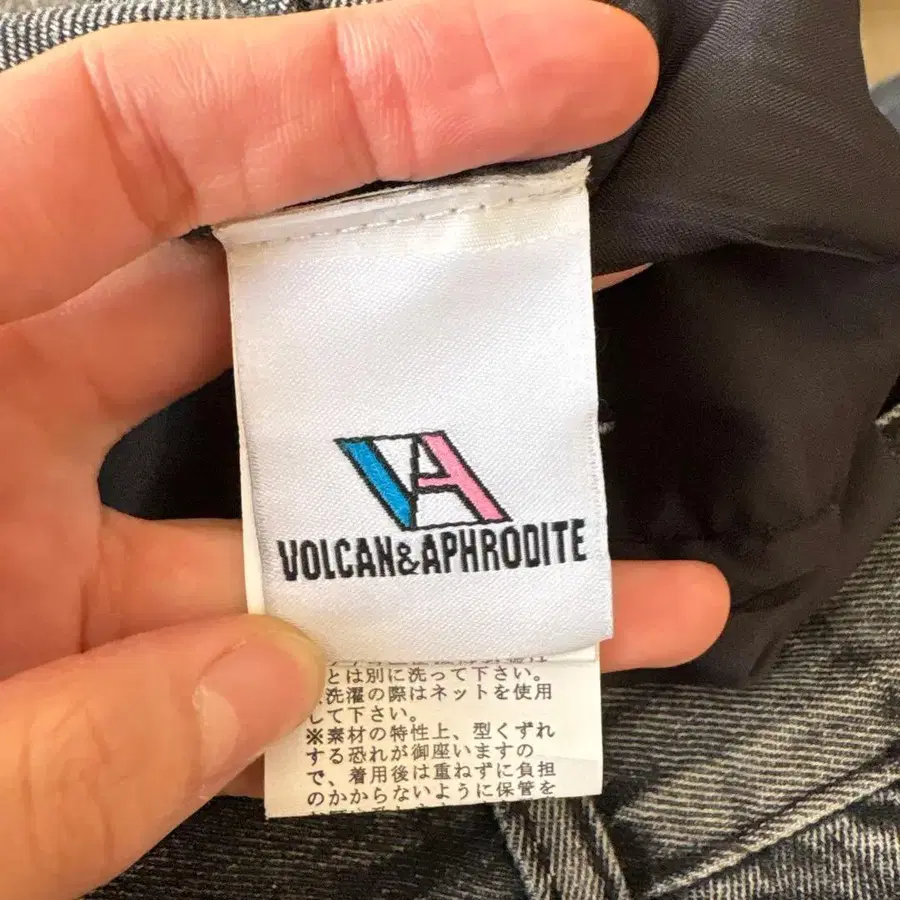 VA
VOLCAN&APHRODITE
とは別に洗って下さい。
洗濯の際はネットを使用
して下さい。
※素材の特性上、型くずれ
する恐れが御座いますの
で、着用後は重ねずに負担
のかからないように保管を